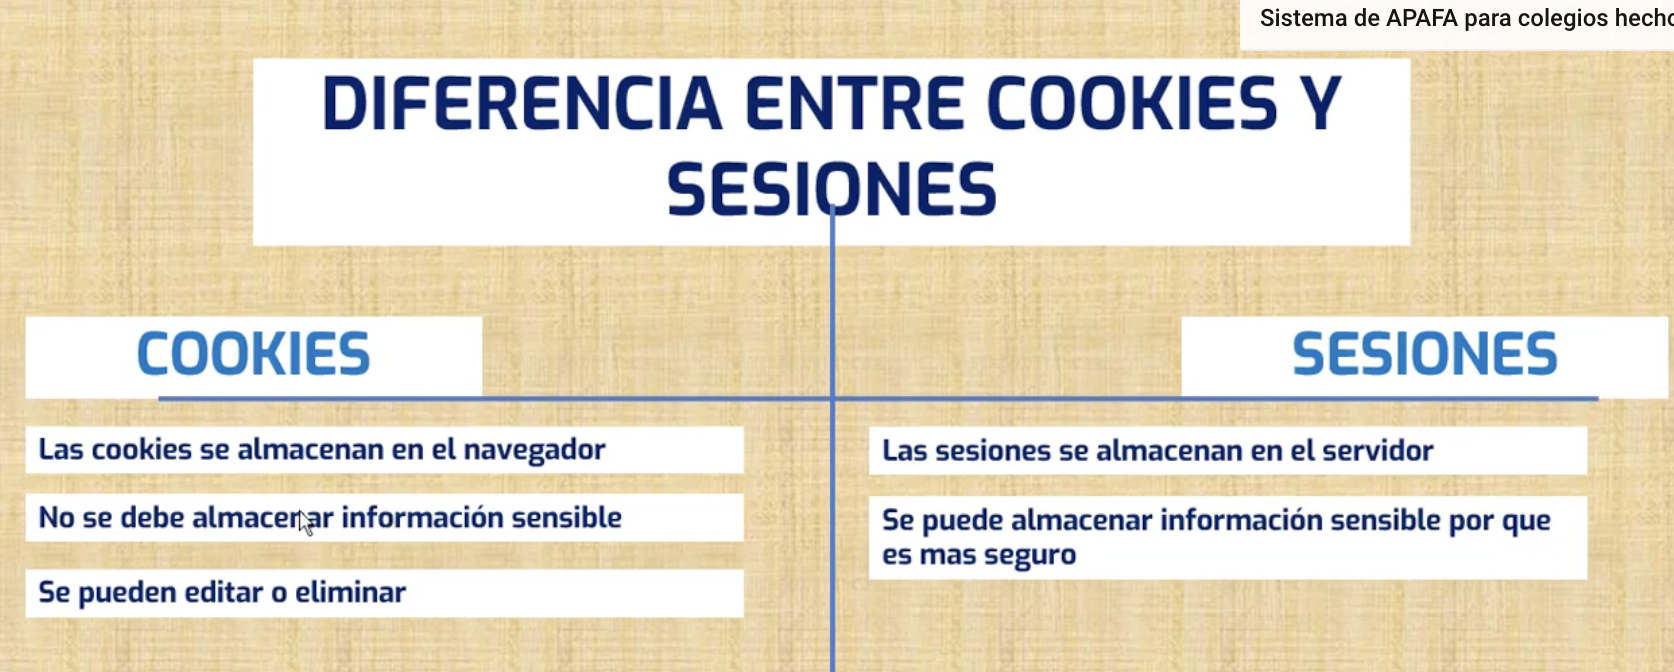 Sistema de APAFA para colegios hecho
DIFERENCIA ENTRE COOKIES Y
SESIONES
COOKIES
Las cookies se almacenan en el navegador
No se debe almacenar información sensible
Se pueden editar o eliminar
SESIONES
Las sesiones se almacenan en el servidor
Se puede almacenar información sensible por que
es mas seguro